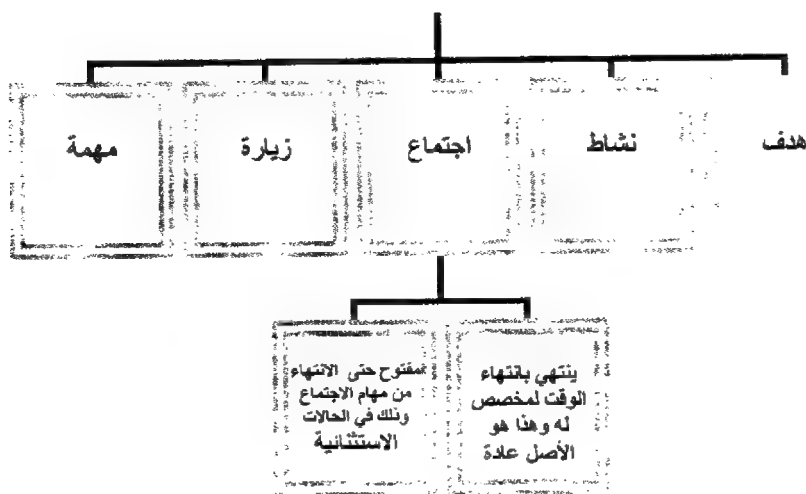 هدف
نشاط
اجتماع
زيارة
مهمة
ينتهي بانتهاء
الوقت لمخصص
له وهذا هو
الأصل عادة
مفتوح حتى الانتهاء
من مهام الاجتماع
وذلك في الحالات
الاستثنائية